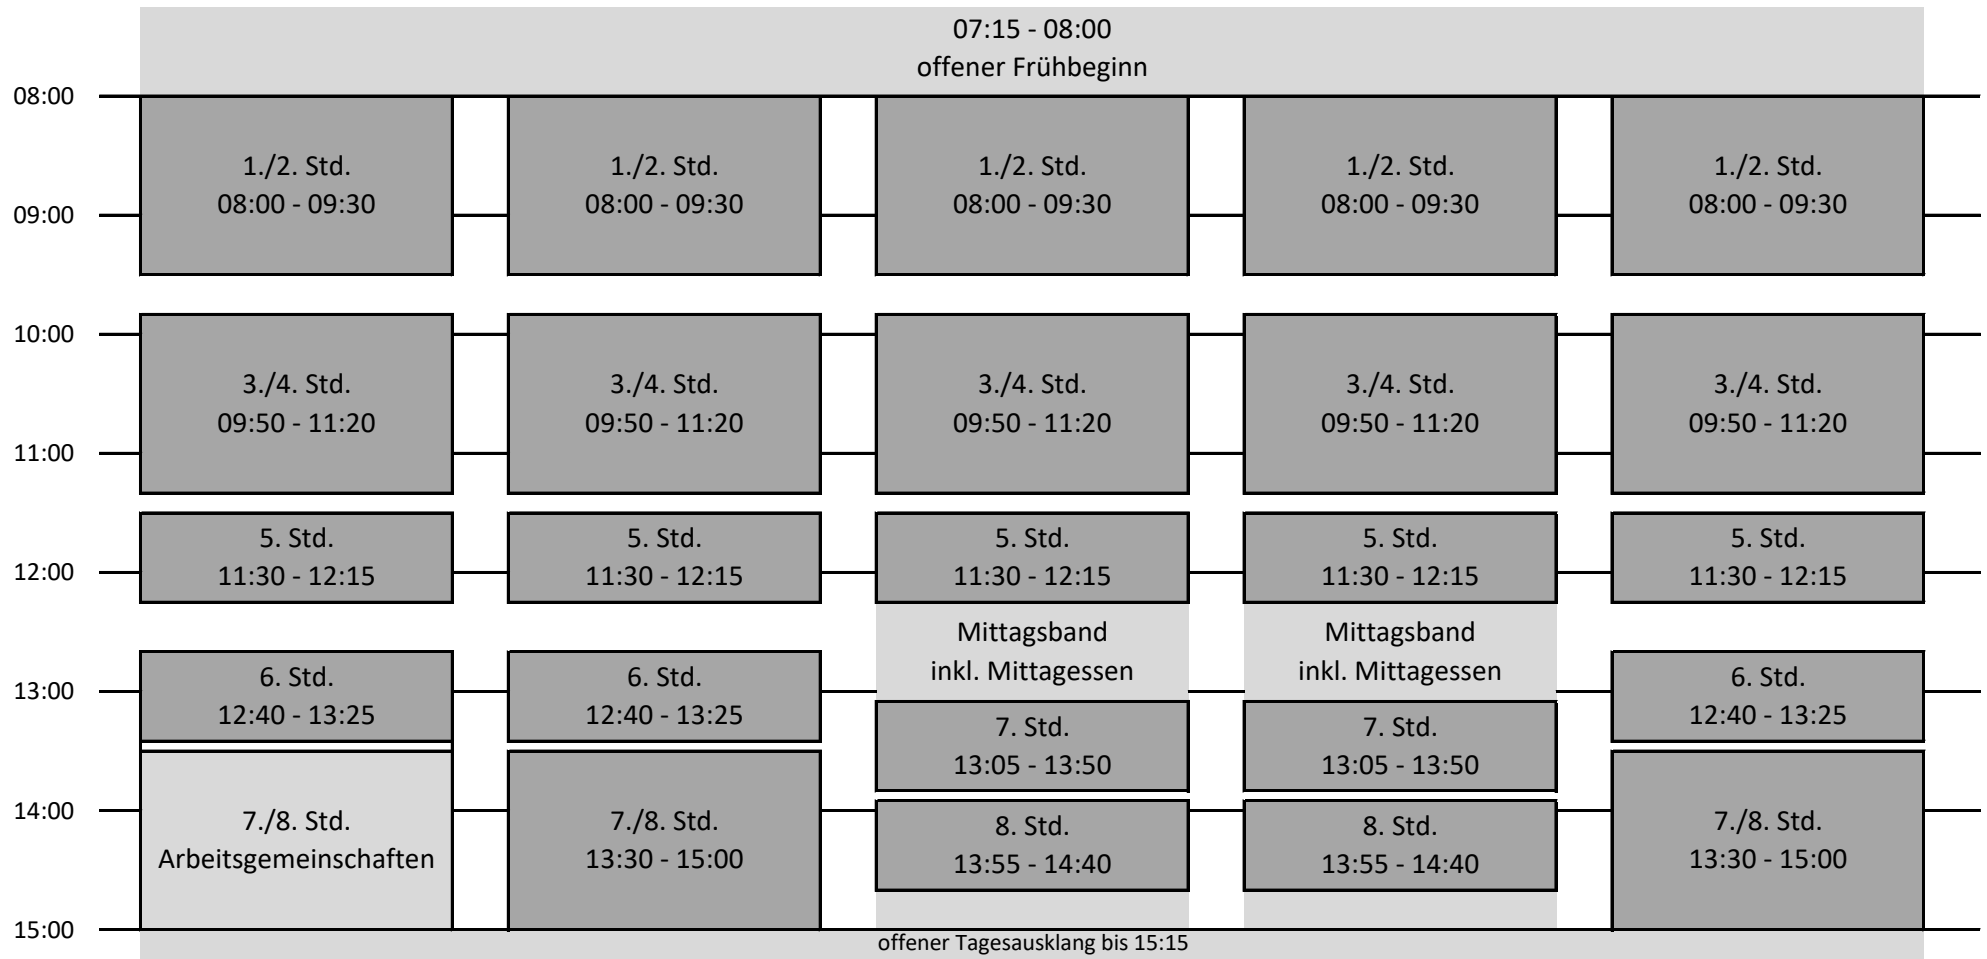 07:15 - 08:00
offener Frühbeginn
08:00
1./2. Std.
08:00 - 09:30
1./2. Std.
08:00 - 09:30
1./2. Std.
08:00 - 09:30
1./2. Std.
08:00 - 09:30
1./2. Std.
08:00 - 09:30
09:00
10:00
3./4. Std.
09:50 - 11:20
3./4. Std.
09:50 - 11:20
3./4. Std.
09:50 - 11:20
3./4. Std.
09:50 - 11:20
3./4. Std.
09:50 - 11:20
11:00
5. Std.
11:30 - 12:15
5. Std.
11:30 - 12:15
5. Std.
11:30 - 12:15
5. Std.
11:30 - 12:15
5. Std.
11:30 - 12:15
12:00
Mittagsband
inkl. Mittagessen
Mittagsband
inkl. Mittagessen
6. Std.
12:40 - 13:25
6. Std.
12:40 - 13:25
6. Std.
12:40 - 13:25
13:00
7. Std.
13:05 - 13:50
7. Std.
13:05 - 13:50
14:00
7./8. Std.
Arbeitsgemeinschaften
7./8. Std.
13:30 - 15:00
8. Std.
13:55 - 14:40
8. Std.
13:55 - 14:40
7./8. Std.
13:30 - 15:00
15:00
offener Tagesausklang bis 15:15